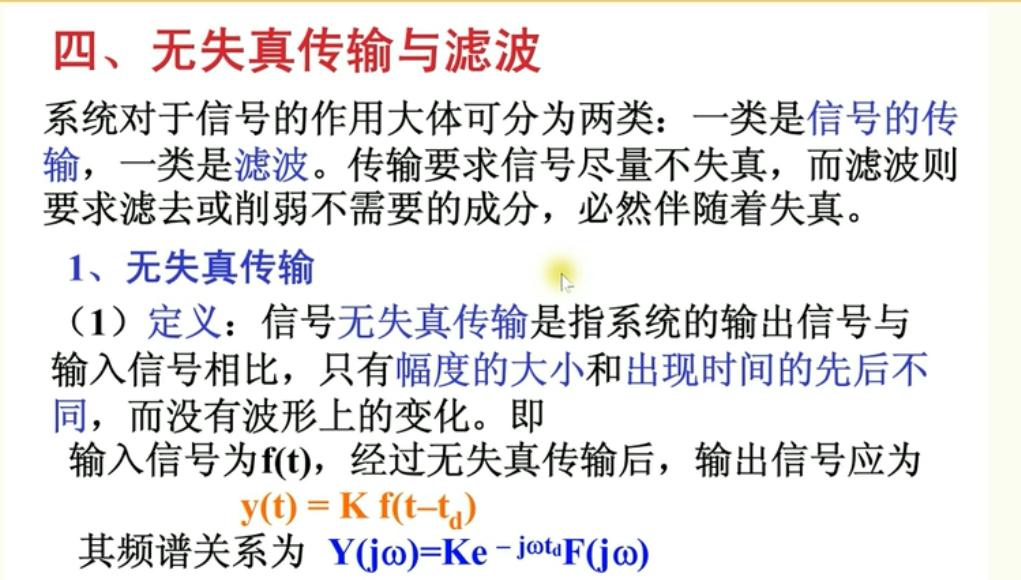 四、无失真传输与滤波
系统对于信号的作用大体可分为两类：一类是信号的传
输，一类是滤波。传输要求信号尽量不失真，而滤波则
要求滤去或削弱不需要的成分，必然伴随着失真。
1、无失真传输
（1）定义：信号无失真传输是指系统的输出信号与
输入信号相比，只有幅度的大小和出现时间的先后不
同，而没有波形上的变化。即
输入信号为f(t)，经过无失真传输后，输出信号应为
y(t) = K f(t–t_d)
其频谱关系为 Y(jω)=Ke^{– jωt_d}F(jω)